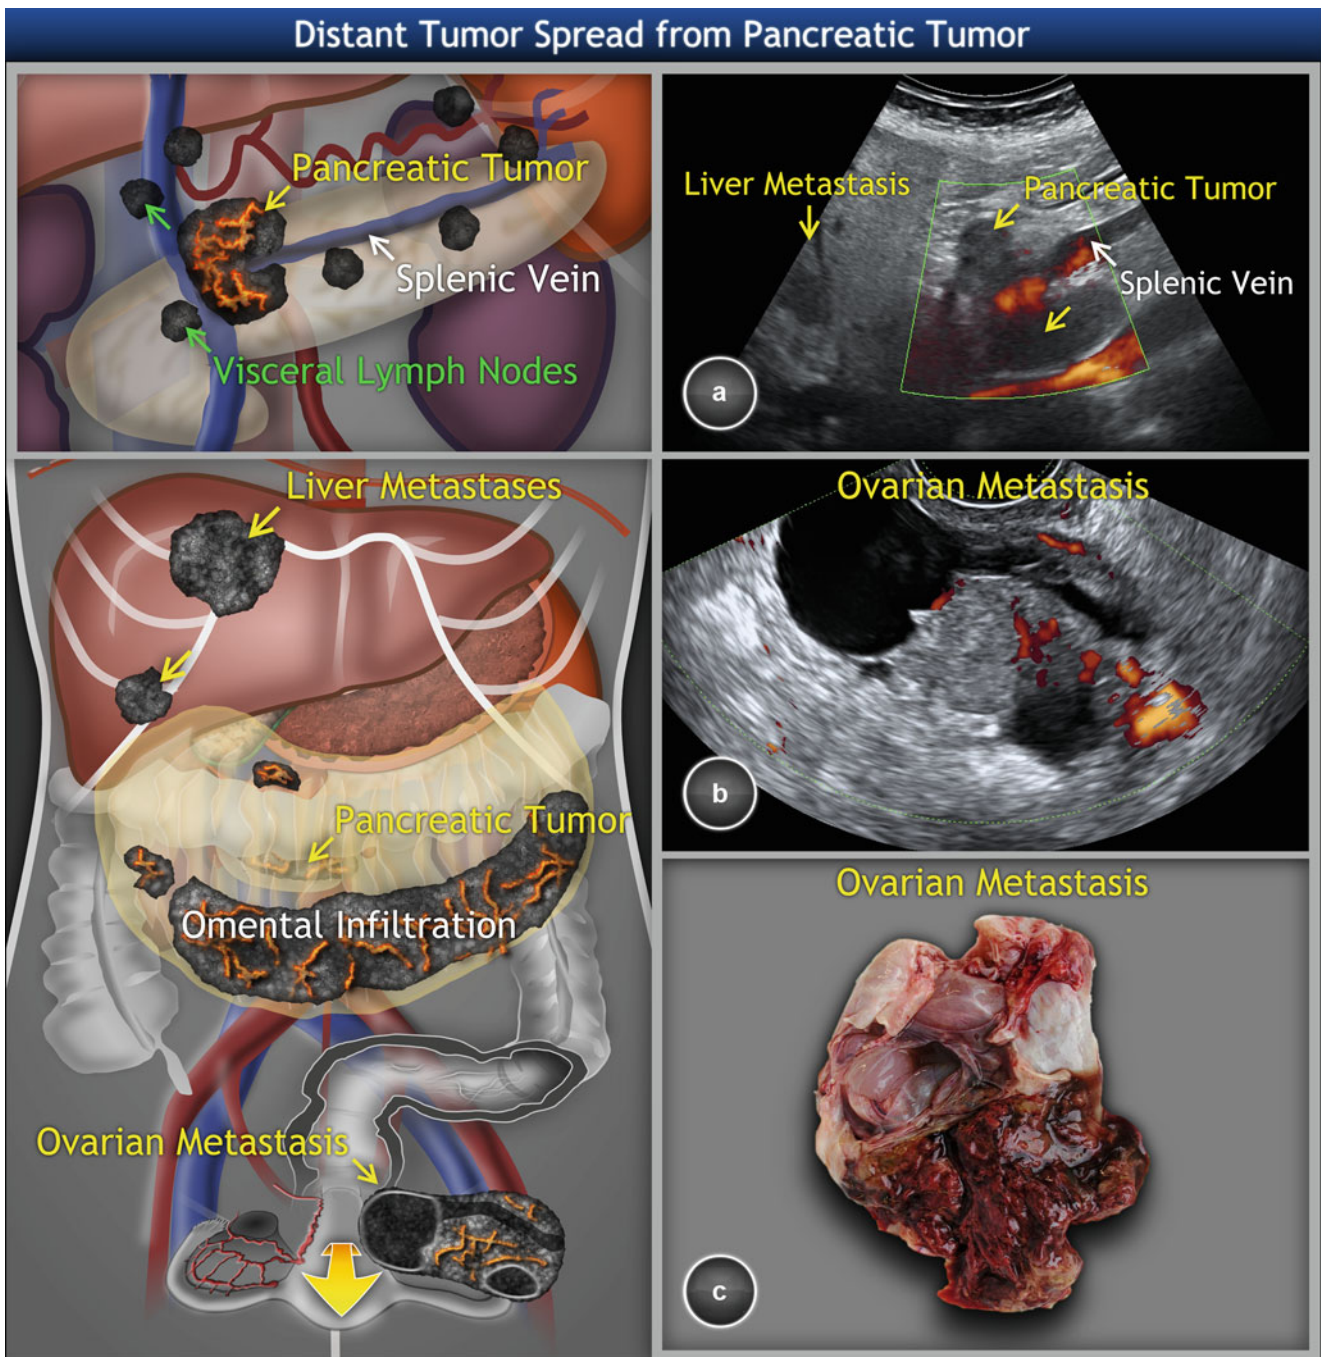 Distant Tumor Spread from Pancreatic Tumor
Pancreatic Tumor
Splenic Vein
Visceral Lymph Nodes
Liver Metastasis
Pancreatic Tumor
Splenic Vein
a
Liver Metastases
Pancreatic Tumor
Omental Infiltration
Ovarian Metastasis
Ovarian Metastasis
b
Ovarian Metastasis
c